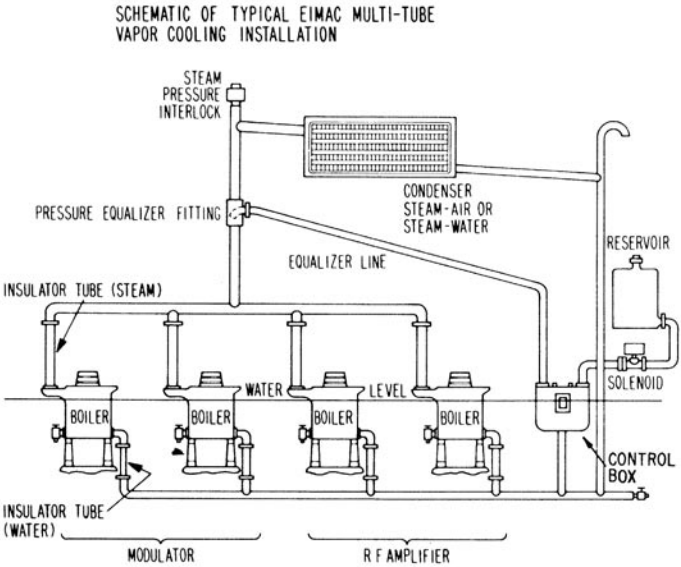 SCHEMATIC OF TYPICAL EIMAC MULTI-TUBE
VAPOR COOLING INSTALLATION
STEAM
PRESSURE
INTERLOCK
CONDENSER
STEAM-AIR OR
STEAM-WATER
PRESSURE EQUALIZER FITTING
EQUALIZER LINE
RESERVOIR
INSULATOR TUBE (STEAM)
SOLENOID
WATER LEVEL
BOILER
BOILER
BOILER
BOILER
CONTROL
BOX
INSULATOR TUBE
(WATER)
MODULATOR
RF AMPLIFIER